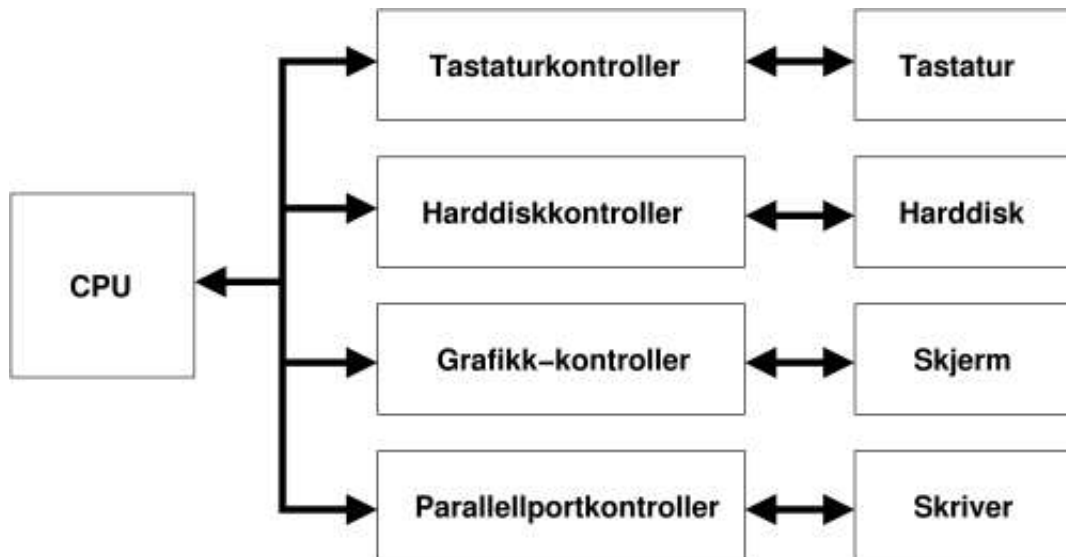 Tastaturkontroller
Tastatur
Harddiskkontroller
Harddisk
CPU
Grafikk–kontroller
Skjerm
Parallellportkontroller
Skriver